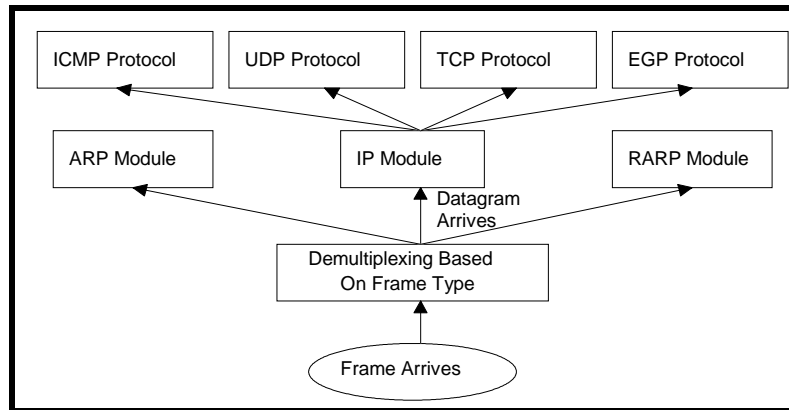 ICMP Protocol
UDP Protocol
TCP Protocol
EGP Protocol
ARP Module
IP Module
RARP Module
Datagram
Arrives
Demultiplexing Based
On Frame Type
Frame Arrives